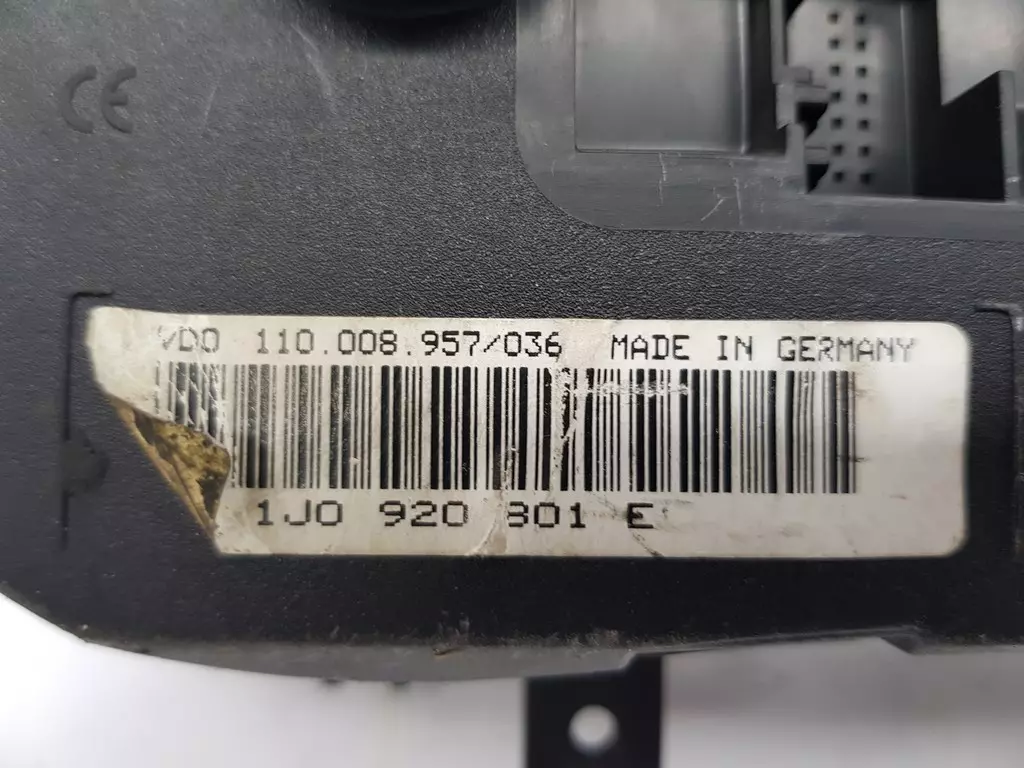 CE
VDO 110.008.957/036 MADE IN GERMANY
1J0 920 801 E